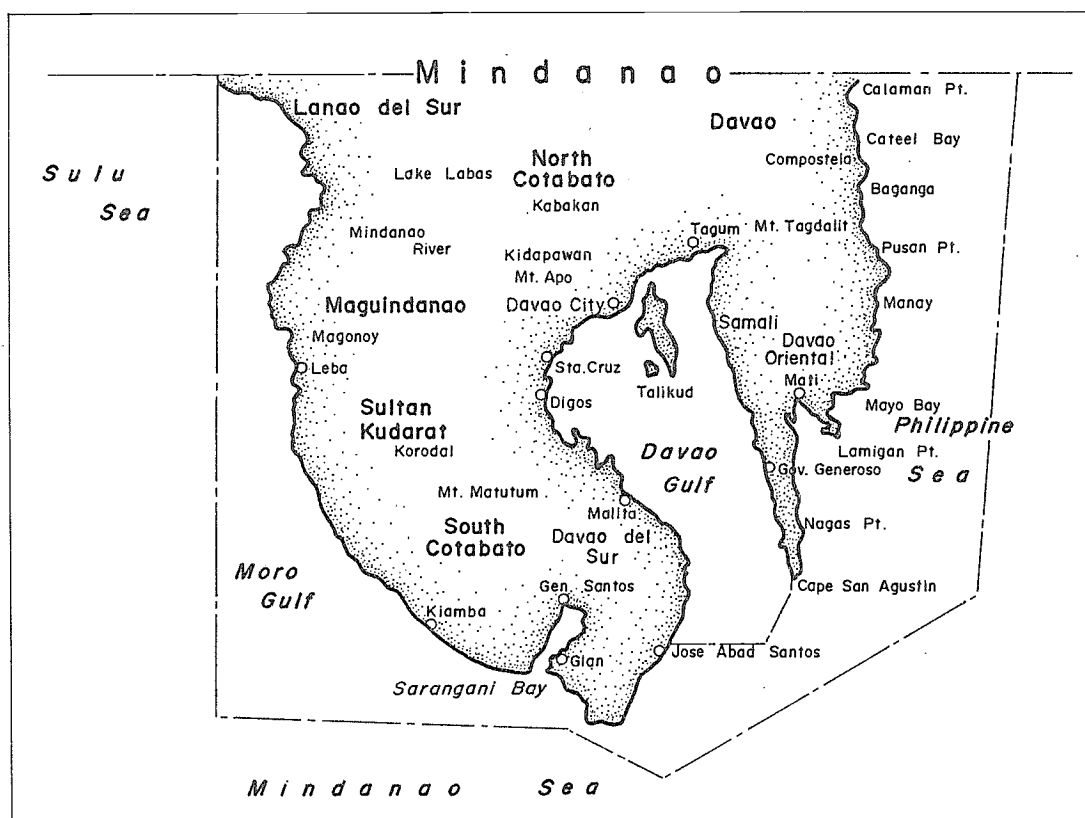 Mindanao
Lanao del Sur
Calaman Pt.
Davao
Cateel Bay
Sulu
Sea
North
Cotabato
Compostela
Lake Labas
Baganga
Kabakan
Mindanao
River
Tagum
Mt. Tagdalit
Pusan Pt.
Kidapawan
Mt. Apo
Maguindanao
Davao City
Manay
Samali
Magonoy
Davao
Oriental
Leba
Sta. Cruz
Talikud
Mati
Digos
Mayo Bay
Sultan
Kudarat
Korodal
Philippine
Sea
Lamigan Pt.
Davao
Gulf
Gov. Generoso
Mt. Matutum
Malita
South
Cotabato
Davao del
Sur
Nagas Pt.
Moro
Gulf
Gen. Santos
Cape San Agustin
Kiamba
Glan
Jose Abad Santos
Sarangani Bay
Mindanao Sea